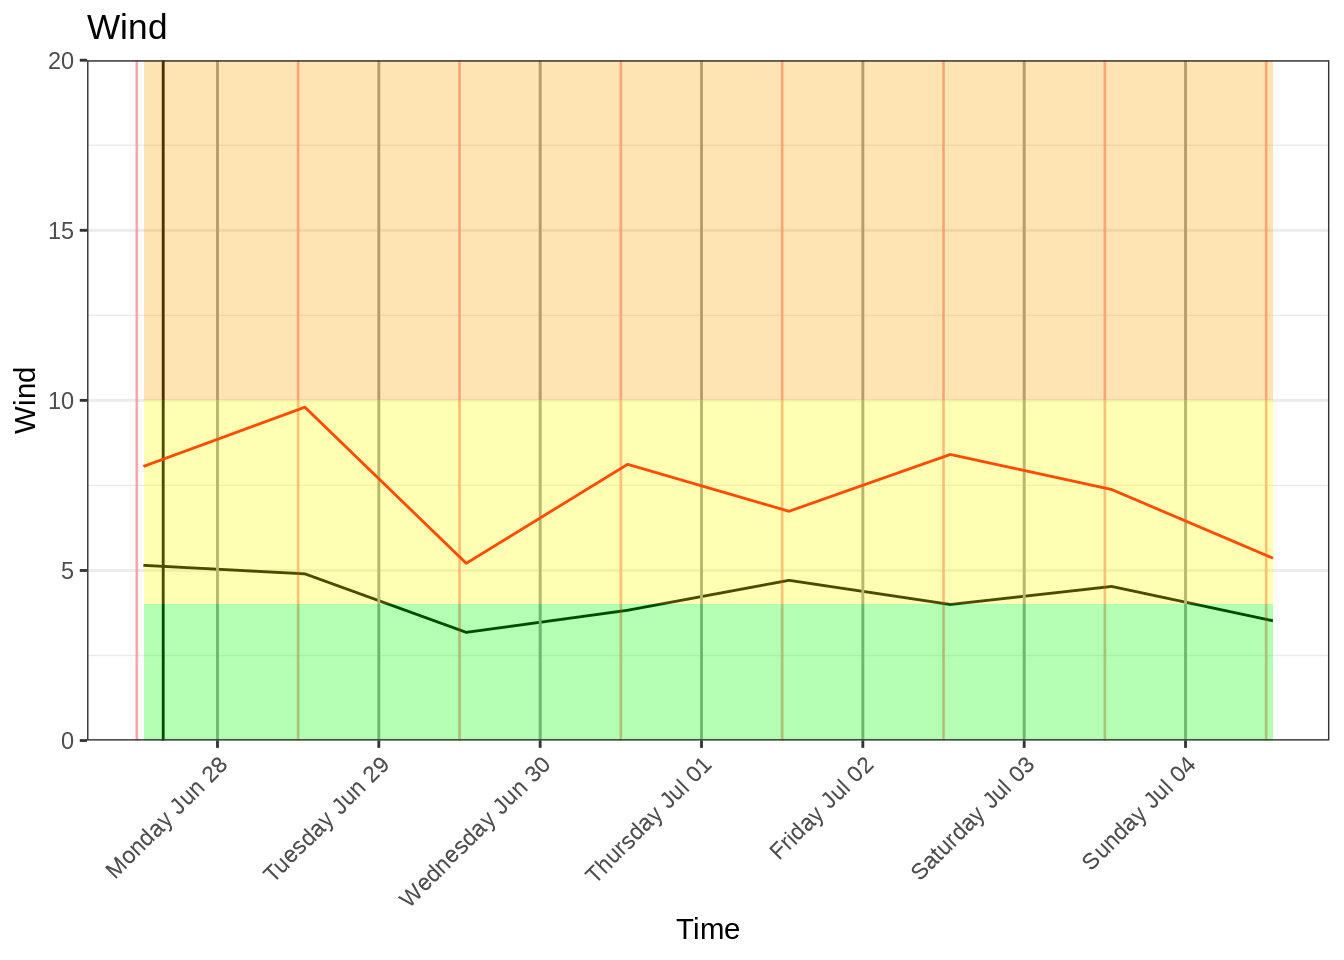 Wind
20
15
10
5
0
Wind
Monday Jun 28
Tuesday Jun 29
Wednesday Jun 30
Thursday Jul 01
Friday Jul 02
Saturday Jul 03
Sunday Jul 04
Time